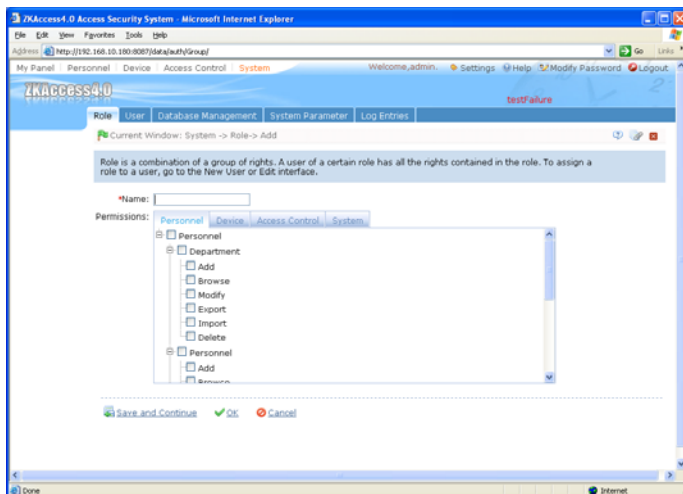 ZKAccess4.0 Access Security System - Microsoft Internet Explorer
File Edit View Favorites Tools Help
Address http://192.168.10.180:8087/data/auth/Group/ Go Links
My Panel Personnel Device Access Control System Welcome,admin. Settings Help Modify Password Logout
ZKAccess4.0
testFailure
Role User Database Management System Parameter Log Entries
Current Window: System -> Role-> Add
Role is a combination of a group of rights. A user of a certain role has all the rights contained in the role. To assign a
role to a user, go to the New User or Edit interface.
*Name:
Permissions: Personnel Device Access Control System
Personnel
Department
Add
Browse
Modify
Export
Import
Delete
Personnel
Add
Browse
Save and Continue OK Cancel
Done Internet